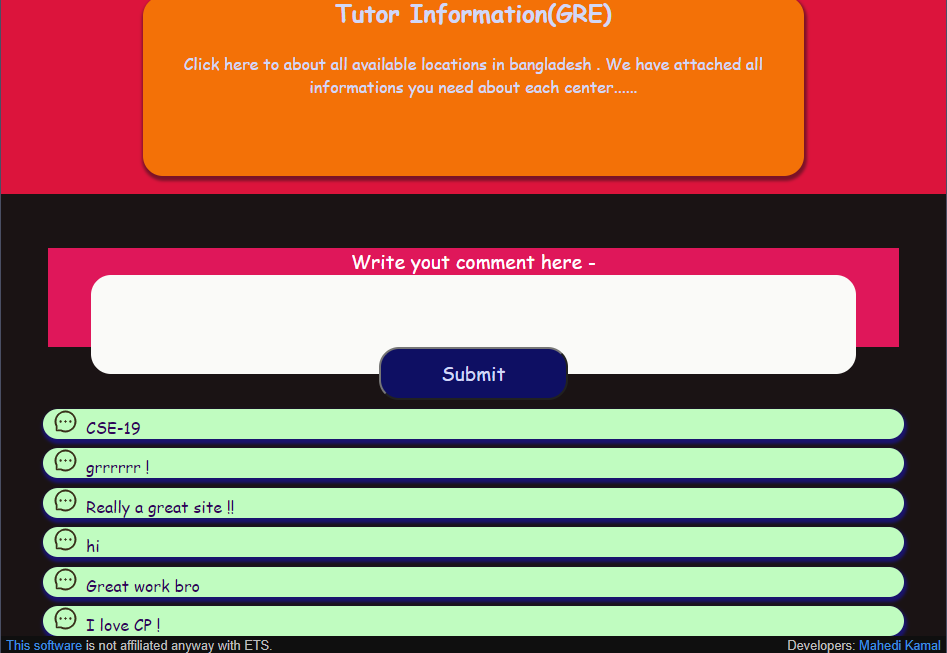 Tutor Information(GRE)
Click here to about all available locations in bangladesh . We have attached all
informations you need about each center......
Write yout comment here -
Submit
CSE-19
grrrrrr !
Really a great site !!
hi
Great work bro
I love CP !
This software is not affiliated anyway with ETS.
Developers: Mahedi Kamal